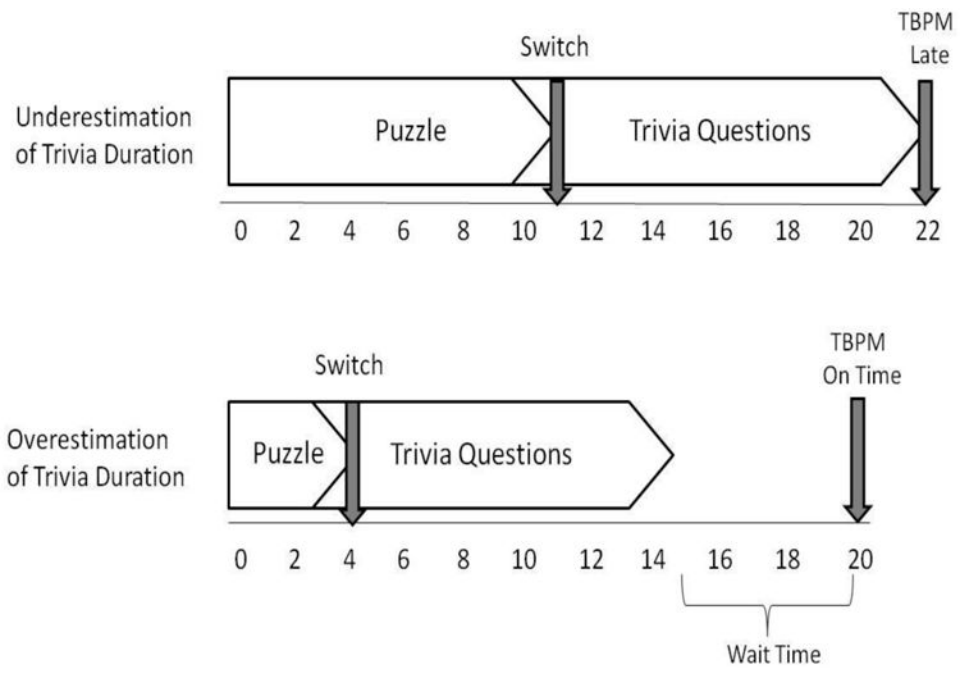 TBPM
Late
Switch
Underestimation
of Trivia Duration
Puzzle
Trivia Questions
0 2 4 6 8 10 12 14 16 18 20 22
TBPM
On Time
Switch
Overestimation
of Trivia Duration
Puzzle
Trivia Questions
0 2 4 6 8 10 12 14 16 18 20
Wait Time